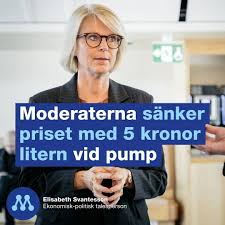 Moderaterna sänker
priset med 5 kronor
litern vid pump
Elisabeth Svantesson
Ekonomisk-politisk talesperson